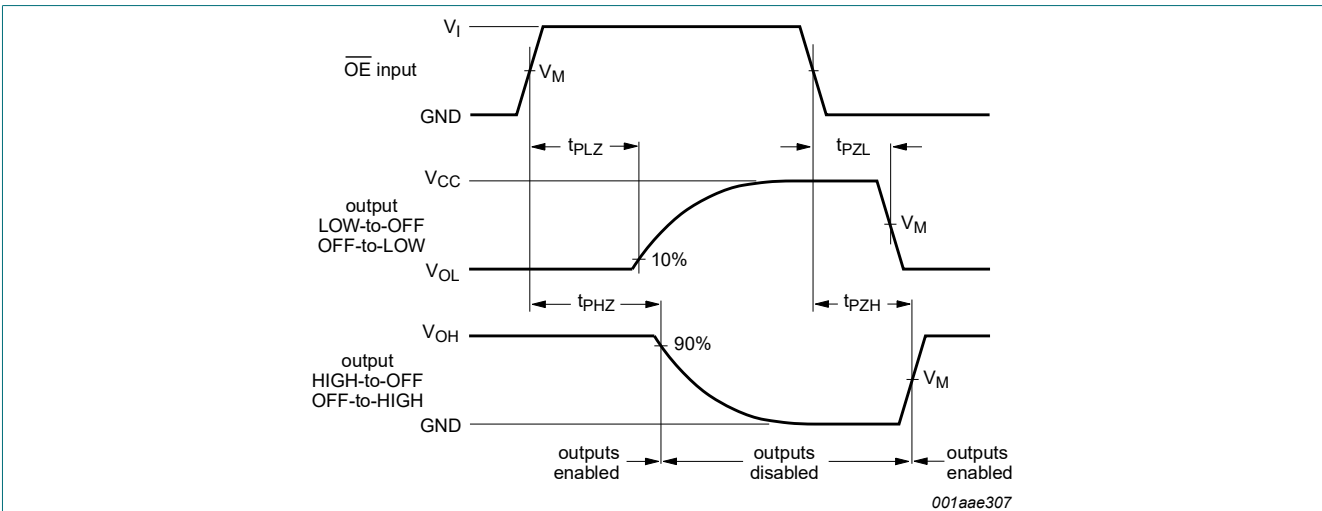 V_I
OE input
V_M
GND
t_PLZ
t_PZL
V_CC
output
LOW-to-OFF
OFF-to-LOW
V_M
10%
V_OL
t_PHZ
t_PZH
V_OH
90%
output
HIGH-to-OFF
OFF-to-HIGH
V_M
GND
outputs
enabled
outputs
disabled
outputs
enabled
001aae307